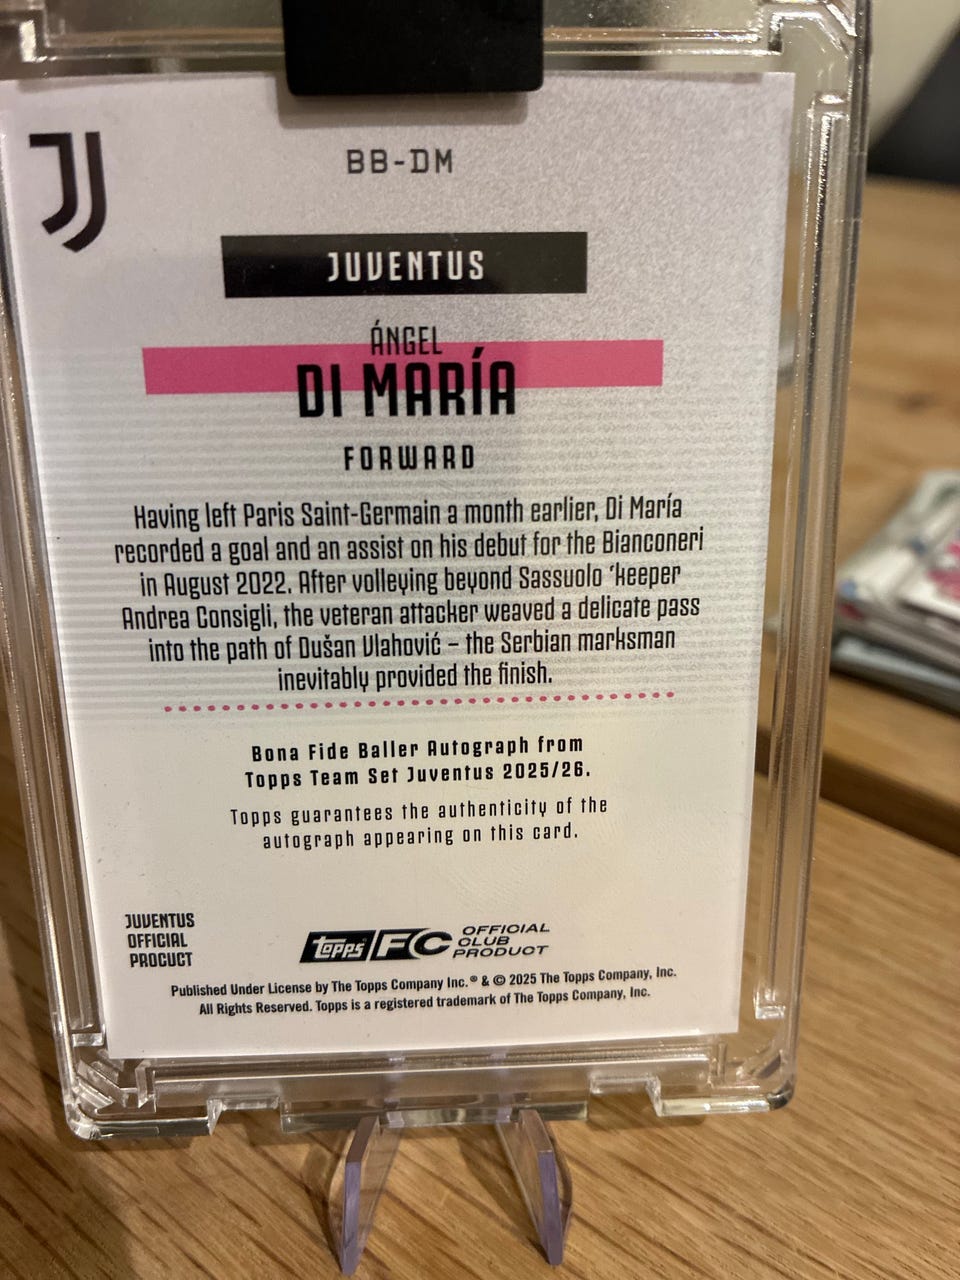 BB-DM
JUVENTUS
ÁNGEL
DI MARÍA
FORWARD
Having left Paris Saint-Germain a month earlier, Di María
recorded a goal and an assist on his debut for the Bianconeri
in August 2022. After volleying beyond Sassuolo ‘keeper
Andrea Consigli, the veteran attacker weaved a delicate pass
into the path of Dušan Vlahović – the Serbian marksman
inevitably provided the finish.
Bona Fide Baller Autograph from
Topps Team Set Juventus 2025/26.
Topps guarantees the authenticity of the
autograph appearing on this card.
JUVENTUS
OFFICIAL
PRODUCT
topps FC OFFICIAL
CLUB
PRODUCT
Published Under License by The Topps Company Inc.® & © 2025 The Topps Company, Inc.
All Rights Reserved. Topps is a registered trademark of The Topps Company, Inc.